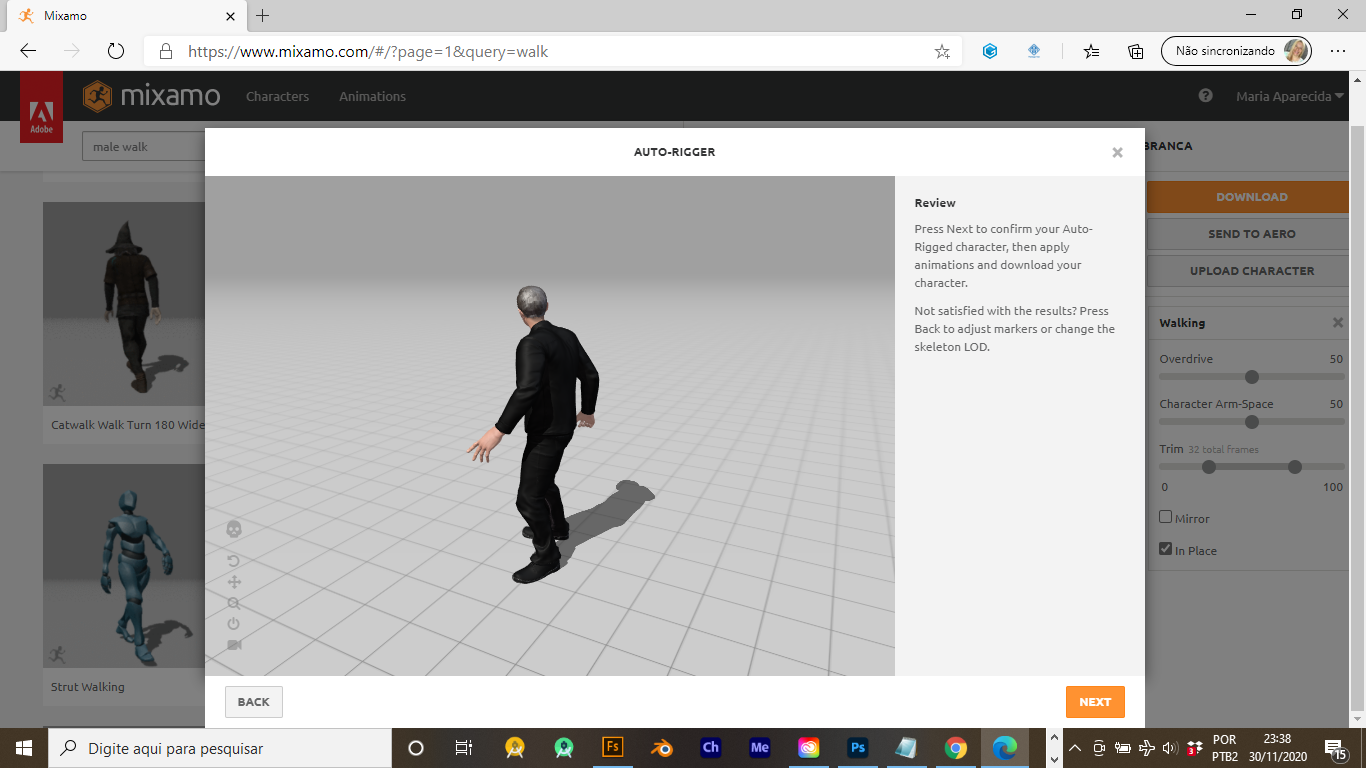 Mixamo
https://www.mixamo.com/#/?page=1&query=walk
Não sincronizando
Adobe
mixamo
Characters
Animations
Maria Aparecida
male walk
AUTO-RIGGER
BRANCA
Review
Press Next to confirm your Auto-
Rigged character, then apply
animations and download your
character.
Not satisfied with the results? Press
Back to adjust markers or change the
skeleton LOD.
DOWNLOAD
SEND TO AERO
UPLOAD CHARACTER
Walking
Overdrive 50
Character Arm-Space 50
Trim 32 total frames
0 100
Mirror
In Place
Catwalk Walk Turn 180 Wide
Strut Walking
BACK
NEXT
Digite aqui para pesquisar
Fs
Ch
Me
Ps
3
POR
PTB2
23:38
30/11/2020
15